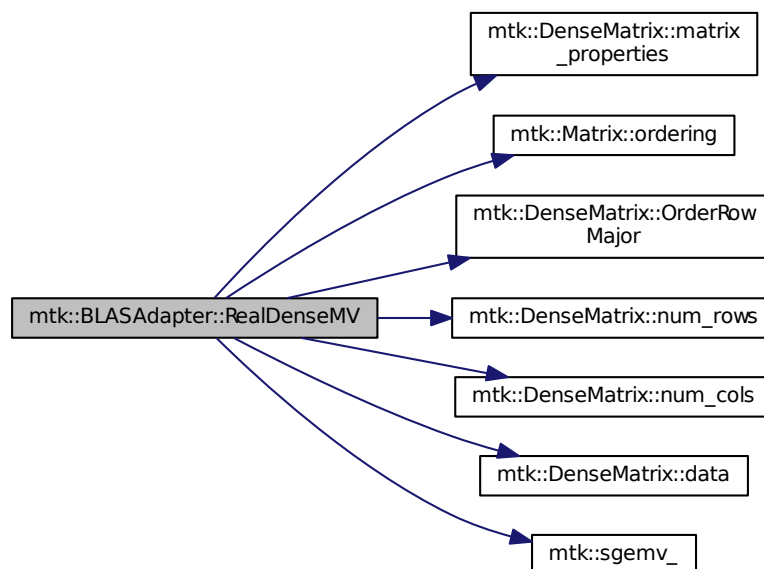 mtk::DenseMatrix::matrix
_properties
mtk::Matrix::ordering
mtk::DenseMatrix::OrderRow
Major
mtk::BLASAdapter::RealDenseMV
mtk::DenseMatrix::num_rows
mtk::DenseMatrix::num_cols
mtk::DenseMatrix::data
mtk::sgemv_